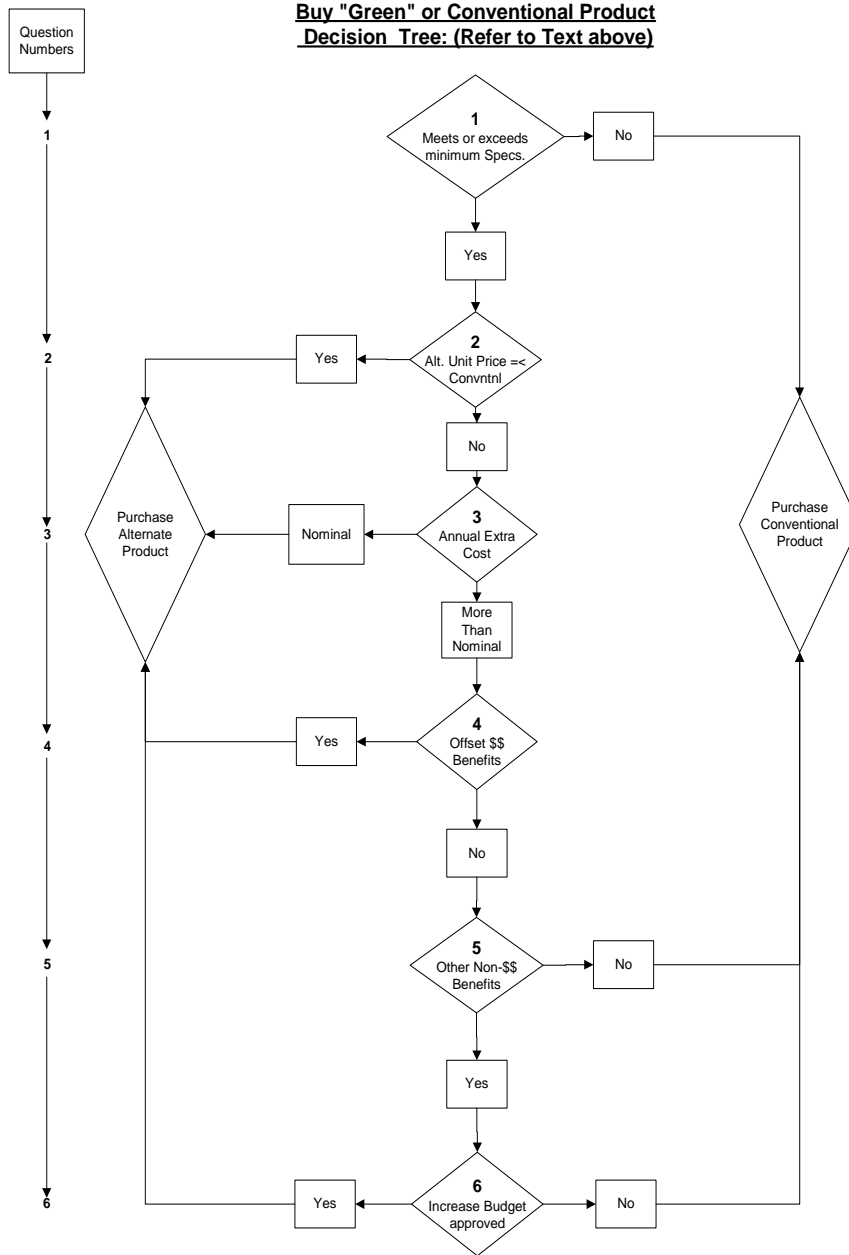 Buy "Green" or Conventional Product
Decision Tree: (Refer to Text above)
Question
Numbers
1
1
Meets or exceeds
minimum Specs.
No
Yes
2
2
Alt. Unit Price =<
Convntnl
Yes
No
Purchase
Alternate
Product
Purchase
Conventional
Product
3
3
Annual Extra
Cost
Nominal
More
Than
Nominal
4
4
Offset $$
Benefits
Yes
No
5
5
Other Non-$$
Benefits
No
Yes
6
6
Increase Budget
approved
Yes
No